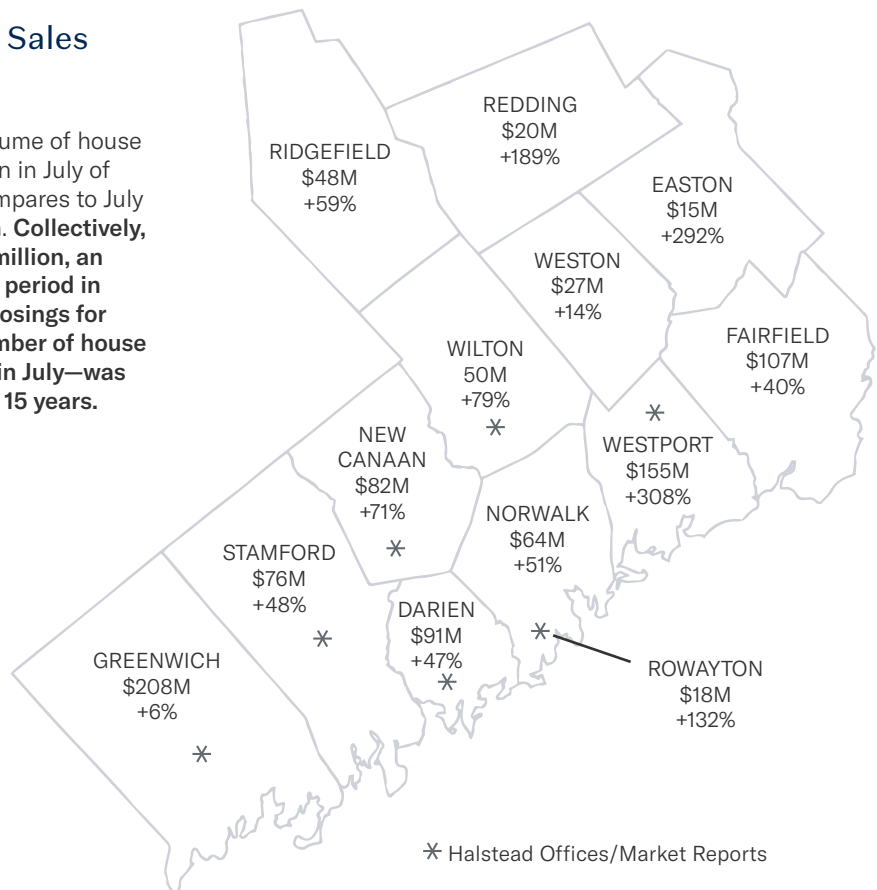 Sales
ume of house
n in July of
mpares to July
. Collectively,
million, an
period in
osings for
mber of house
in July—was
15 years.
RIDGEFIELD
$48M
+59%
REDDING
$20M
+189%
EASTON
$15M
+292%
WESTON
$27M
+14%
FAIRFIELD
$107M
+40%
WILTON
50M
+79%
WESTPORT
$155M
+308%
NEW
CANAAN
$82M
+71%
NORWALK
$64M
+51%
STAMFORD
$76M
+48%
DARIEN
$91M
+47%
GREENWICH
$208M
+6%
ROWAYTON
$18M
+132%
Halstead Offices/Market Reports